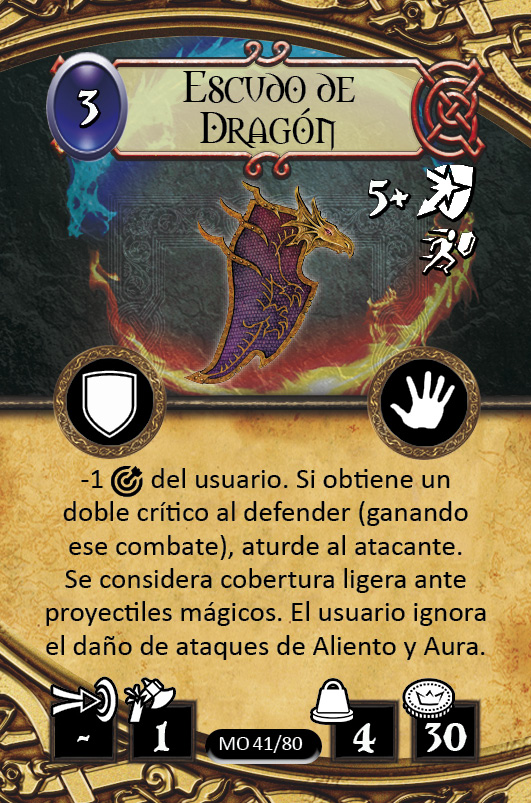 3
Escudo de
Dragón
5+
-1 del usuario. Si obtiene un
doble crítico al defender (ganando
ese combate), aturde al atacante.
Se considera cobertura ligera ante
proyectiles mágicos. El usuario ignora
el daño de ataques de Aliento y Aura.
-
1
MO 41/80
4
30